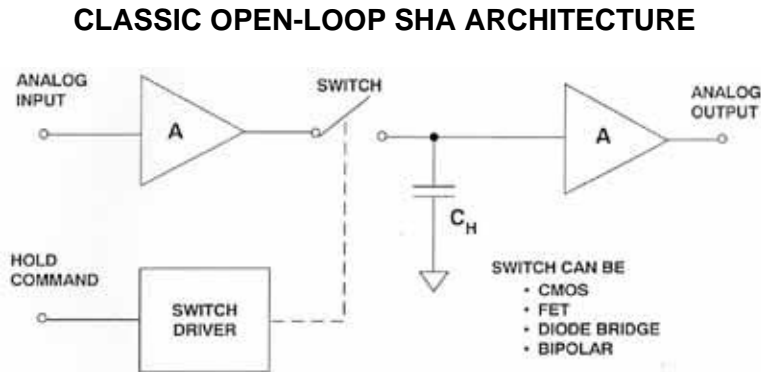 CLASSIC OPEN-LOOP SHA ARCHITECTURE
ANALOG
INPUT
A
SWITCH
A
ANALOG
OUTPUT
C_H
HOLD
COMMAND
SWITCH
DRIVER
SWITCH CAN BE
• CMOS
• FET
• DIODE BRIDGE
• BIPOLAR